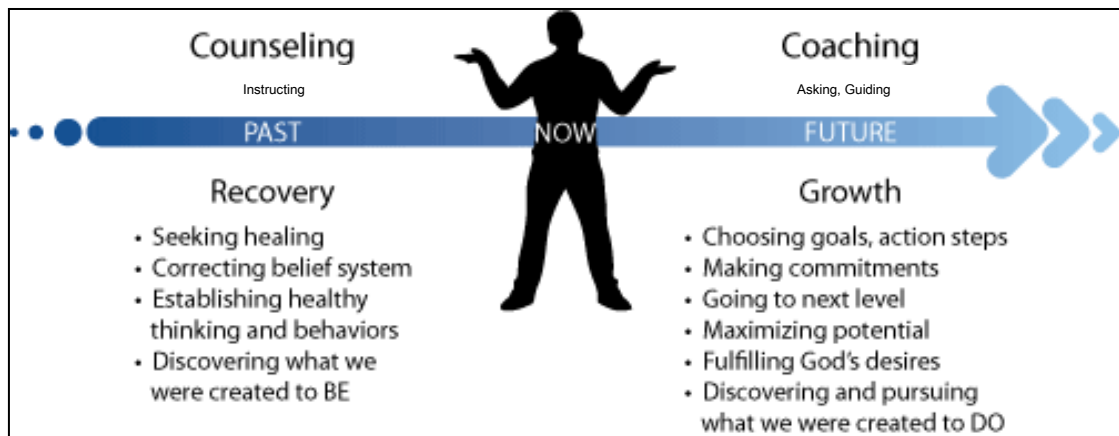 Counseling
Instructing
Coaching
Asking, Guiding
PAST
NOW
FUTURE
Recovery
• Seeking healing
• Correcting belief system
• Establishing healthy
thinking and behaviors
• Discovering what we
were created to BE
Growth
• Choosing goals, action steps
• Making commitments
• Going to next level
• Maximizing potential
• Fulfilling God's desires
• Discovering and pursuing
what we were created to DO